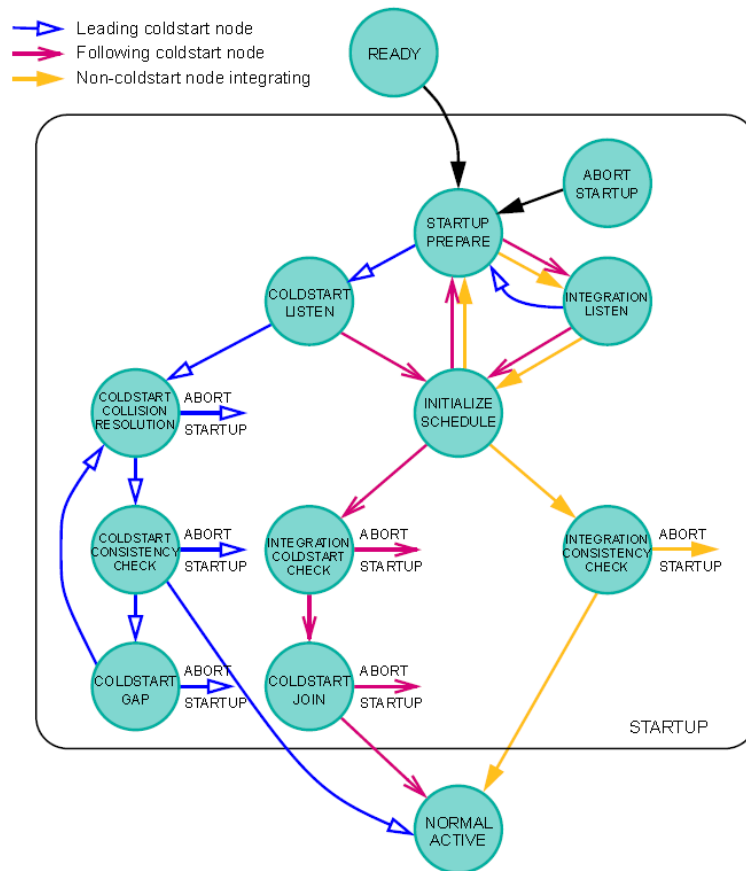 Leading coldstart node
Following coldstart node
Non-coldstart node integrating
READY
ABORT
STARTUP
STARTUP
PREPARE
COLDSTART
LISTEN
INTEGRATION
LISTEN
COLDSTART
COLLISION
RESOLUTION
ABORT
STARTUP
INITIALIZE
SCHEDULE
COLDSTART
CONSISTENCY
CHECK
ABORT
STARTUP
INTEGRATION
COLDSTART
CHECK
ABORT
STARTUP
INTEGRATION
CONSISTENCY
CHECK
ABORT
STARTUP
COLDSTART
GAP
ABORT
STARTUP
COLDSTART
JOIN
ABORT
STARTUP
STARTUP
NORMAL
ACTIVE